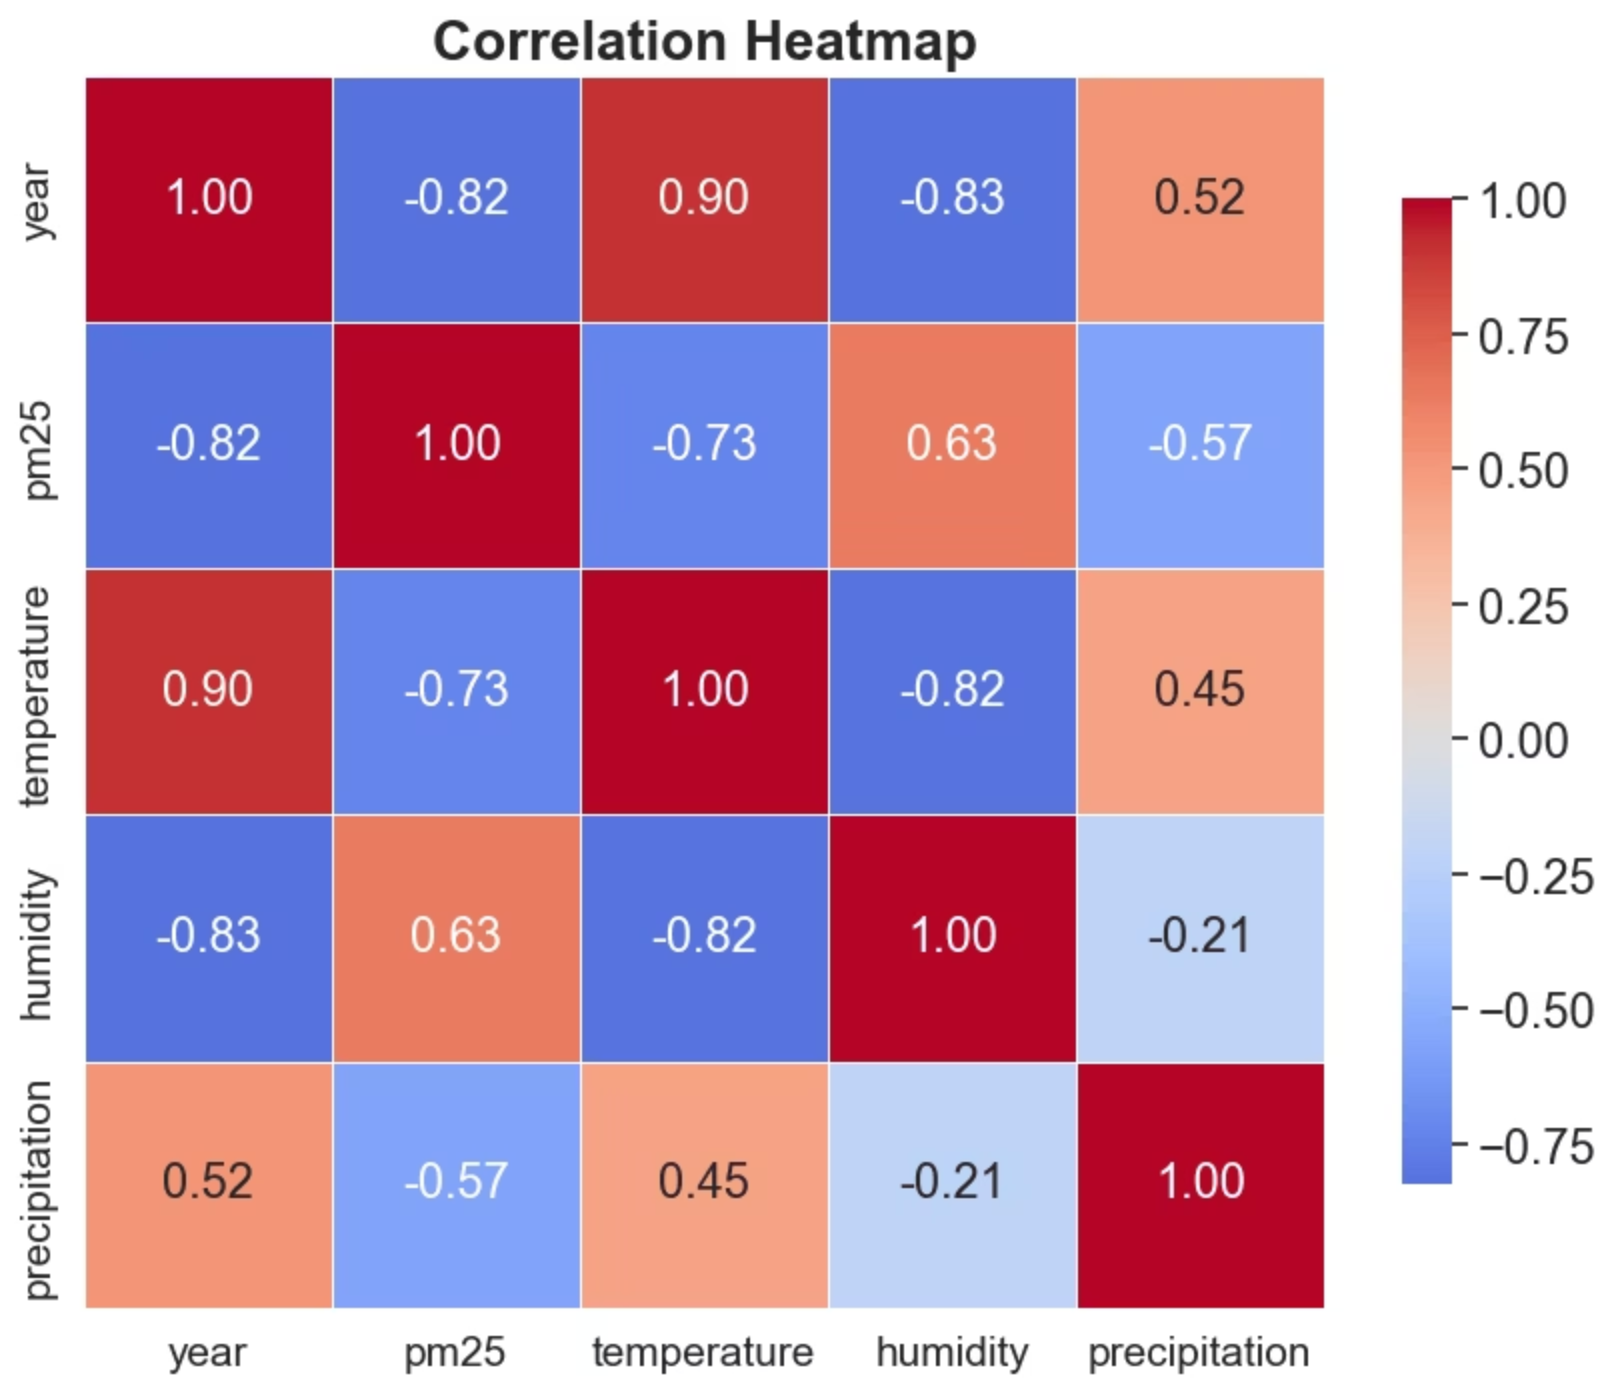 Correlation Heatmap
year 1.00 -0.82 0.90 -0.83 0.52
pm25 -0.82 1.00 -0.73 0.63 -0.57
temperature 0.90 -0.73 1.00 -0.82 0.45
humidity -0.83 0.63 -0.82 1.00 -0.21
precipitation 0.52 -0.57 0.45 -0.21 1.00
year pm25 temperature humidity precipitation
1.00
0.75
0.50
0.25
0.00
−0.25
−0.50
−0.75